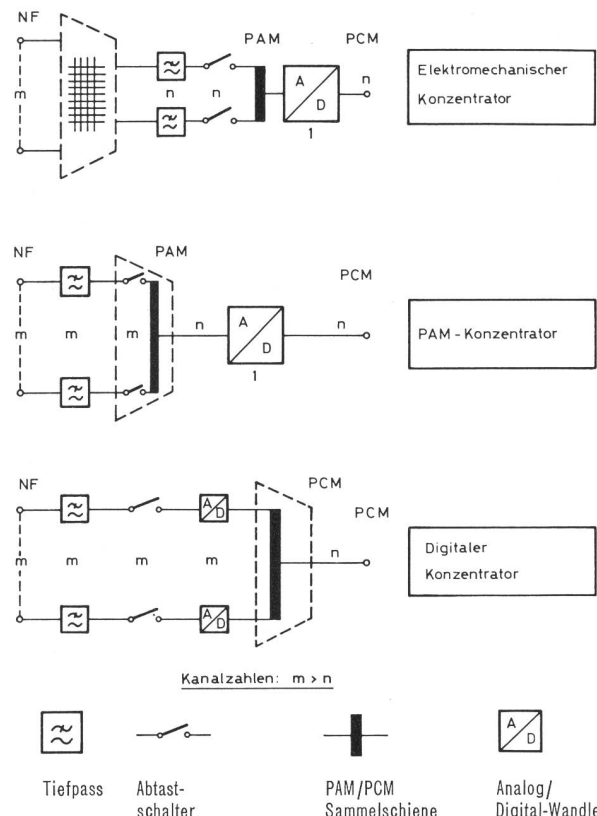 NF
PAM
PCM
m
n
n
A
D
n
1
Elektromechanischer
Konzentrator
NF
PAM
PCM
m
m
m
n
A
D
n
1
PAM - Konzentrator
NF
A
D
PCM
PCM
m
m
m
m
n
A
D
Digitaler
Konzentrator
Kanalzahlen: m > n
A
D
Tiefpass
Abtast-
schalter
PAM/PCM
Sammelschiene
Analog/